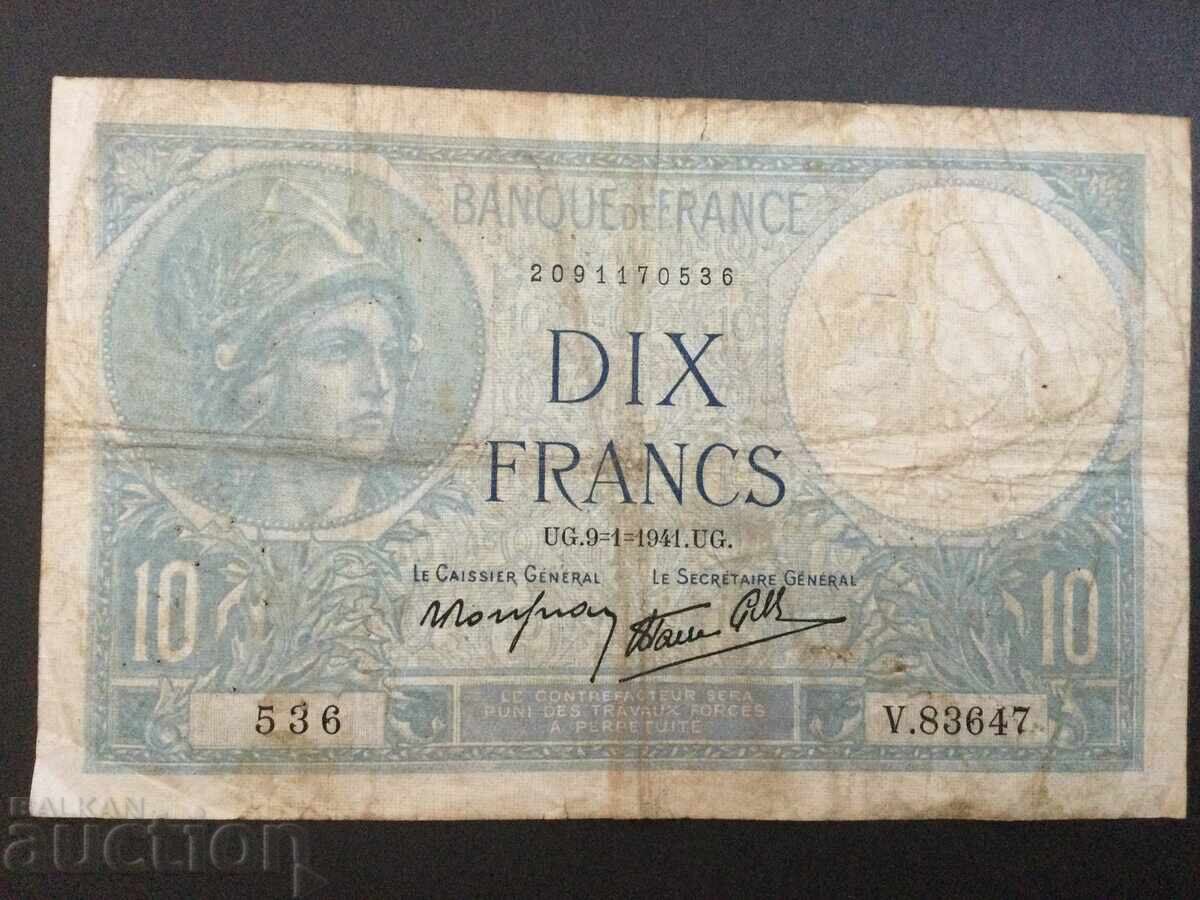 BANQUE DE FRANCE
2091170536
DIX
FRANCS
UG.9=1=1941.UG.
LE CAISSIER GÉNÉRAL
LE SECRÉTAIRE GÉNÉRAL
10
10
LE CONTREFACTEUR SERA
PUNI DES TRAVAUX FORCÉS
A PERPÉTUITÉ
536
V.83647
BALKAN
auction